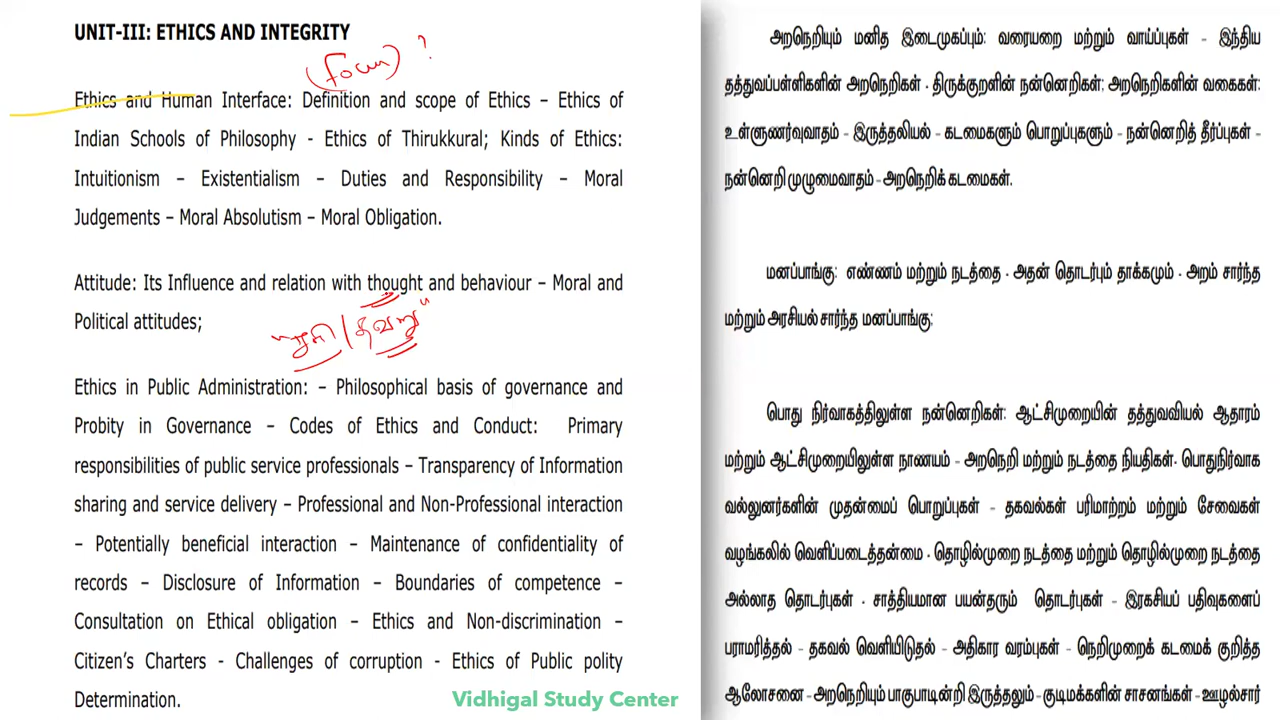 UNIT-III: ETHICS AND INTEGRITY
(Focus) ?
Ethics and Human Interface: Definition and scope of Ethics – Ethics of
Indian Schools of Philosophy - Ethics of Thirukkural; Kinds of Ethics:
Intuitionism – Existentialism – Duties and Responsibility – Moral
Judgements – Moral Absolutism – Moral Obligation.
Attitude: Its Influence and relation with thought and behaviour – Moral and
Political attitudes;
"சரி / தவறு"
Ethics in Public Administration: – Philosophical basis of governance and
Probity in Governance – Codes of Ethics and Conduct: Primary
responsibilities of public service professionals – Transparency of Information
sharing and service delivery – Professional and Non-Professional interaction
– Potentially beneficial interaction – Maintenance of confidentiality of
records – Disclosure of Information – Boundaries of competence –
Consultation on Ethical obligation – Ethics and Non-discrimination –
Citizen's Charters - Challenges of corruption - Ethics of Public polity
Determination.
Vidhigal Study Center
அறநெறியும் மனித இடைமுகப்பும்: வரையறை மற்றும் வாய்ப்புகள் - இந்திய
தத்துவப்பள்ளிகளின் அறநெறிகள் - திருக்குறளின் நன்னெறிகள்; அறநெறிகளின் வகைகள்:
உள்ளுணர்வுவாதம் - இருத்தலியல் - கடமைகளும் பொறுப்புகளும் - நன்னெறித் தீர்ப்புகள் -
நன்னெறி முழுமைவாதம் - அறநெறிக் கடமைகள்.
மனப்பாங்கு: எண்ணம் மற்றும் நடத்தை - அதன் தொடர்பும் தாக்கமும் - அறம் சார்ந்த
மற்றும் அரசியல் சார்ந்த மனப்பாங்கு;
பொது நிர்வாகத்திலுள்ள நன்னெறிகள்: ஆட்சிமுறையின் தத்துவவியல் ஆதாரம்
மற்றும் ஆட்சிமுறையிலுள்ள நாணயம் - அறநெறி மற்றும் நடத்தை நியதிகள்- பொதுநிர்வாக
வல்லுனர்களின் முதன்மைப் பொறுப்புகள் - தகவல்கள் பரிமாற்றம் மற்றும் சேவைகள்
வழங்கலில் வெளிப்படைத்தன்மை - தொழில்முறை நடத்தை மற்றும் தொழில்முறை நடத்தை
அல்லாத தொடர்புகள் - சாத்தியமான பயன்தரும் தொடர்புகள் - இரகசியப் பதிவுகளைப்
பராமரித்தல் - தகவல் வெளியிடுதல் - அதிகார வரம்புகள் - நெறிமுறைக் கடமைக் குறித்த
ஆலோசனை - அறநெறியும் பாகுபாடின்றி இருத்தலும் - குடிமக்களின் சாசனங்கள் - ஊழல்சார்